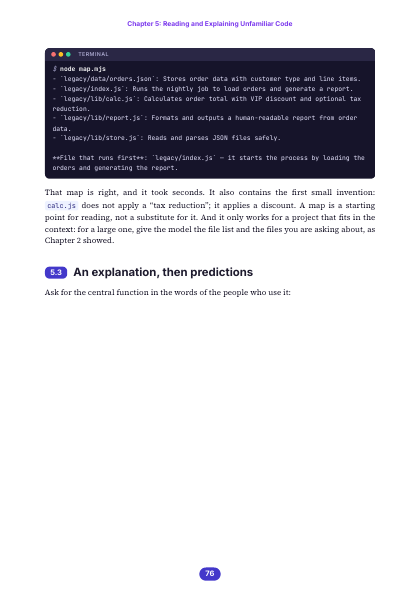 Chapter 5: Reading and Explaining Unfamiliar Code
TERMINAL
$ node map.mjs
- `legacy/data/orders.json`: Stores order data with customer type and line items.
- `legacy/index.js`: Runs the nightly job to load orders and generate a report.
- `legacy/lib/calc.js`: Calculates order total with VIP discount and optional tax
reduction.
- `legacy/lib/report.js`: Formats and outputs a human-readable report from order
data.
- `legacy/lib/store.js`: Reads and parses JSON files safely.
**File that runs first**: `legacy/index.js` — it starts the process by loading the
orders and generating the report.
That map is right, and it took seconds. It also contains the first small invention:
calc.js does not apply a “tax reduction”; it applies a discount. A map is a starting
point for reading, not a substitute for it. And it only works for a project that fits in the
context: for a large one, give the model the file list and the files you are asking about, as
Chapter 2 showed.
5.3 An explanation, then predictions
Ask for the central function in the words of the people who use it:
76